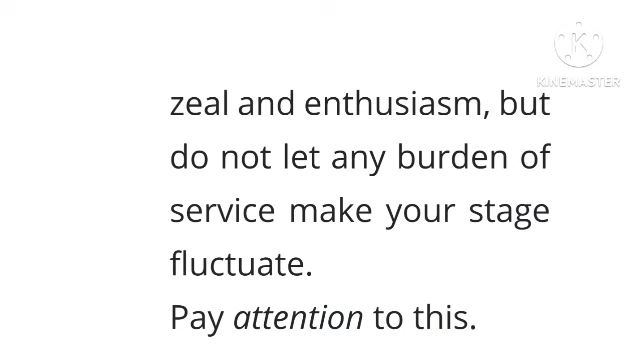 KINEMASTER
zeal and enthusiasm, but
do not let any burden of
service make your stage
fluctuate.
Pay attention to this.